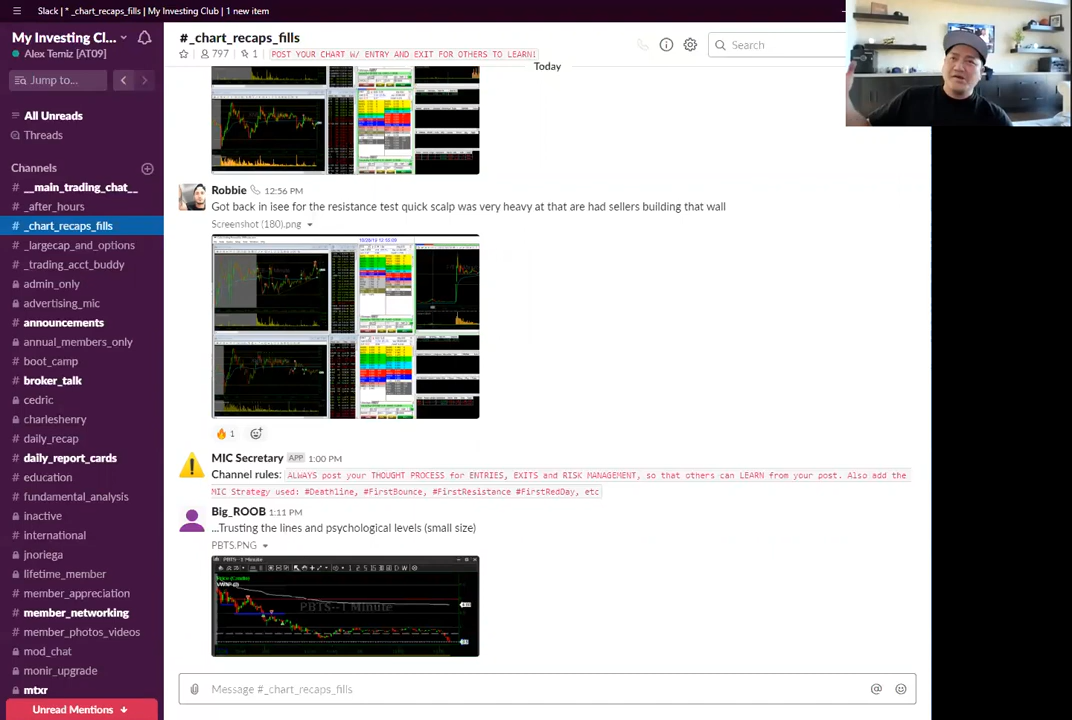 Slack | * _chart_recaps_fills | My Investing Club | 1 new item
My Investing Cl...
Alex Temiz [AT09]
Jump to...
All Unreads
Threads
Channels
# __main_trading_chat__
# _after_hours
# _chart_recaps_fills
# _largecap_and_options
# _trading_acct_buddy
admin_only
advertising_mic
announcements
annual_members_only
# boot_camp
broker_talk
# cedric
charleshenry
# daily_recap
daily_report_cards
# education
# fundamental_analysis
# inactive
# international
# jnoriega
lifetime_member
# member_appreciation
member_networking
# member_photos_videos
mod_chat
monir_upgrade
mtxr
Unread Mentions
#_chart_recaps_fills
797
1
POST YOUR CHART W/ ENTRY AND EXIT FOR OTHERS TO LEARN!
Search
Today
Robbie 12:56 PM
Got back in isee for the resistance test quick scalp was very heavy at that are had sellers building that wall
Screenshot (180).png
1
MIC Secretary APP 1:00 PM
Channel rules: ALWAYS post your THOUGHT PROCESS for ENTRIES, EXITS and RISK MANAGEMENT, so that others can LEARN from your post. Also add the
MIC Strategy used: #Deathline, #FirstBounce, #FirstResistance #FirstRedDay, etc
Big_ROOB 1:11 PM
...Trusting the lines and psychological levels (small size)
PBTS.PNG
PBTS--1 Minute
PBTS--1 Minute
Message #_chart_recaps_fills